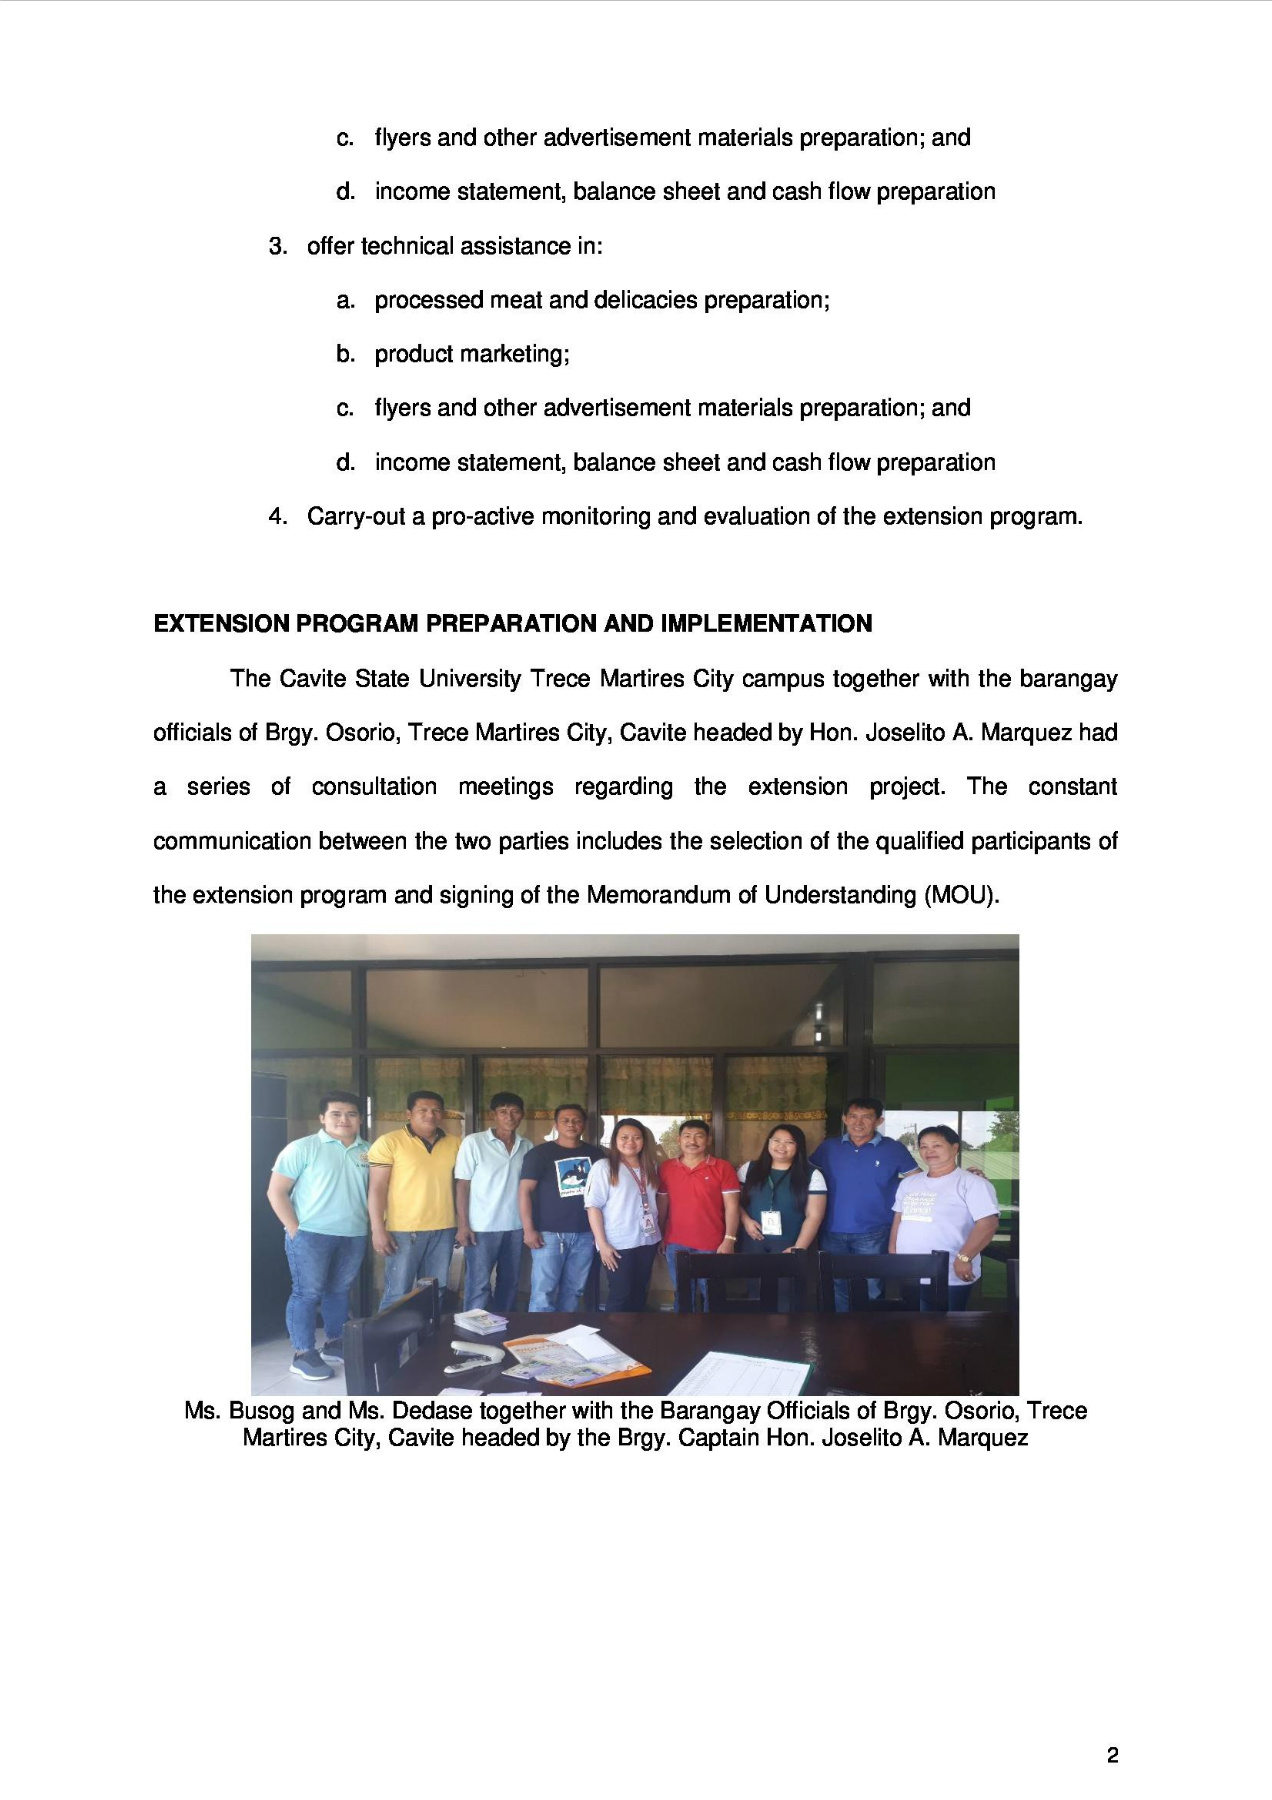 c. flyers and other advertisement materials preparation; and
d. income statement, balance sheet and cash flow preparation
3. offer technical assistance in:
a. processed meat and delicacies preparation;
b. product marketing;
c. flyers and other advertisement materials preparation; and
d. income statement, balance sheet and cash flow preparation
4. Carry-out a pro-active monitoring and evaluation of the extension program.
EXTENSION PROGRAM PREPARATION AND IMPLEMENTATION
The Cavite State University Trece Martires City campus together with the barangay
officials of Brgy. Osorio, Trece Martires City, Cavite headed by Hon. Joselito A. Marquez had
a series of consultation meetings regarding the extension project. The constant
communication between the two parties includes the selection of the qualified participants of
the extension program and signing of the Memorandum of Understanding (MOU).
Ms. Busog and Ms. Dedase together with the Barangay Officials of Brgy. Osorio, Trece
Martires City, Cavite headed by the Brgy. Captain Hon. Joselito A. Marquez
2